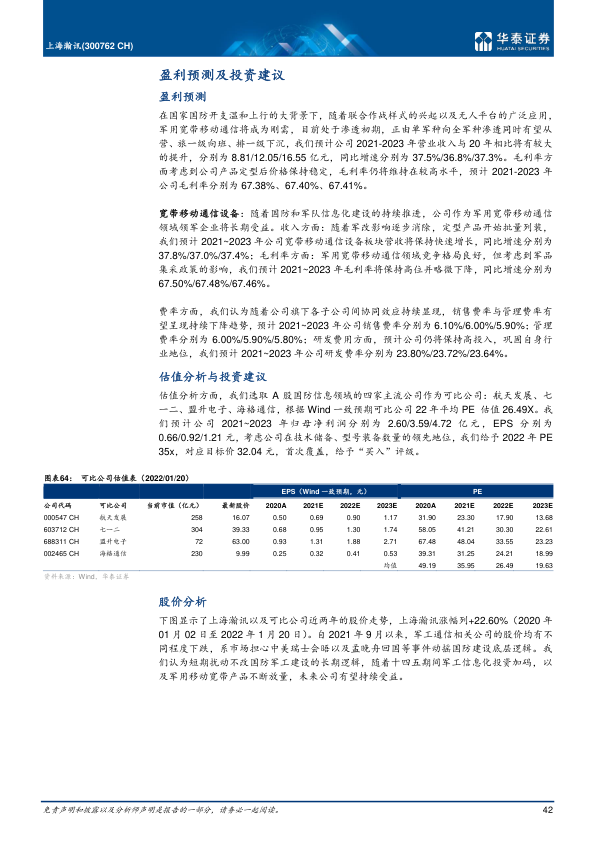 上海瀚讯(300762 CH)
华泰证券
HUATAI SECURITIES
盈利预测及投资建议
盈利预测
在国家国防开支温和上行的大背景下，随着联合作战样式的兴起以及无人平台的广泛应用，
军用宽带移动通信将成为刚需，目前处于渗透初期，正由单军种向全军种渗透同时有望从
营、旅一级向班、排一级下沉，我们预计公司 2021-2023 年营业收入与 20 年相比将有较大
的提升，分别为 8.81/12.05/16.55 亿元，同比增速分别为 37.5%/36.8%/37.3%。毛利率方
面考虑到公司产品定型后价格保持稳定，毛利率仍将维持在较高水平，预计 2021-2023 年
公司毛利率分别为 67.38%、67.40%、67.41%。
宽带移动通信设备：随着国防和军队信息化建设的持续推进，公司作为军用宽带移动通信
领域领军企业将长期受益。收入方面：随着军改影响逐步消除，定型产品开始批量列装，
我们预计 2021~2023 年公司宽带移动通信设备板块营收将保持快速增长，同比增速分别为
37.8%/37.0%/37.4%；毛利率方面：军用宽带移动通信领域竞争格局良好，但考虑到军品
集采政策的影响，我们预计 2021~2023 年毛利率将保持高位并略微下降，同比增速分别为
67.50%/67.48%/67.46%。
费率方面，我们认为随着公司旗下各子公司间协同效应持续显现，销售费率与管理费率有
望呈现持续下降趋势，预计 2021~2023 年公司销售费率分别为 6.10%/6.00%/5.90%；管理
费率分别为 6.00%/5.90%/5.80%；研发费用方面，预计公司仍将保持高投入，巩固自身行
业地位，我们预计 2021~2023 年公司研发费率分别为 23.80%/23.72%/23.64%。
估值分析与投资建议
估值分析方面，我们选取 A 股国防信息领域的四家主流公司作为可比公司：航天发展、七
一二、盟升电子、海格通信，根据 Wind 一致预期可比公司 22 年平均 PE 估值 26.49X。我
们预计公司 2021~2023 年归母净利润分别为 2.60/3.59/4.72 亿元，EPS 分别为
0.66/0.92/1.21 元，考虑公司在技术储备、型号装备数量的领先地位，我们给予 2022 年 PE
35x，对应目标价 32.04 元，首次覆盖，给予“买入”评级。
图表64： 可比公司估值表（2022/01/20）
EPS（Wind 一致预期，元） PE
公司代码 可比公司 当前市值（亿元） 最新股价 2020A 2021E 2022E 2023E 2020A 2021E 2022E 2023E
000547 CH 航天发展 258 16.07 0.50 0.69 0.90 1.17 31.90 23.30 17.90 13.68
603712 CH 七一二 304 39.33 0.68 0.95 1.30 1.74 58.05 41.21 30.30 22.61
688311 CH 盟升电子 72 63.00 0.93 1.31 1.88 2.71 67.48 48.04 33.55 23.23
002465 CH 海格通信 230 9.99 0.25 0.32 0.41 0.53 39.31 31.25 24.21 18.99
均值 49.19 35.95 26.49 19.63
资料来源：Wind、华泰证券
股价分析
下图显示了上海瀚讯以及可比公司近两年的股价走势，上海瀚讯涨幅列+22.60%（2020 年
01 月 02 日至 2022 年 1 月 20 日）。自 2021 年 9 月以来，军工通信相关公司的股价均有不
同程度下跌，系市场担心中美瑞士会晤以及孟晚舟回国等事件动摇国防建设底层逻辑。我
们认为短期扰动不改国防军工建设的长期逻辑，随着十四五期间军工信息化投资加码，以
及军用移动宽带产品不断放量，未来公司有望持续受益。
免责声明和披露以及分析师声明是报告的一部分，请务必一起阅读。
42